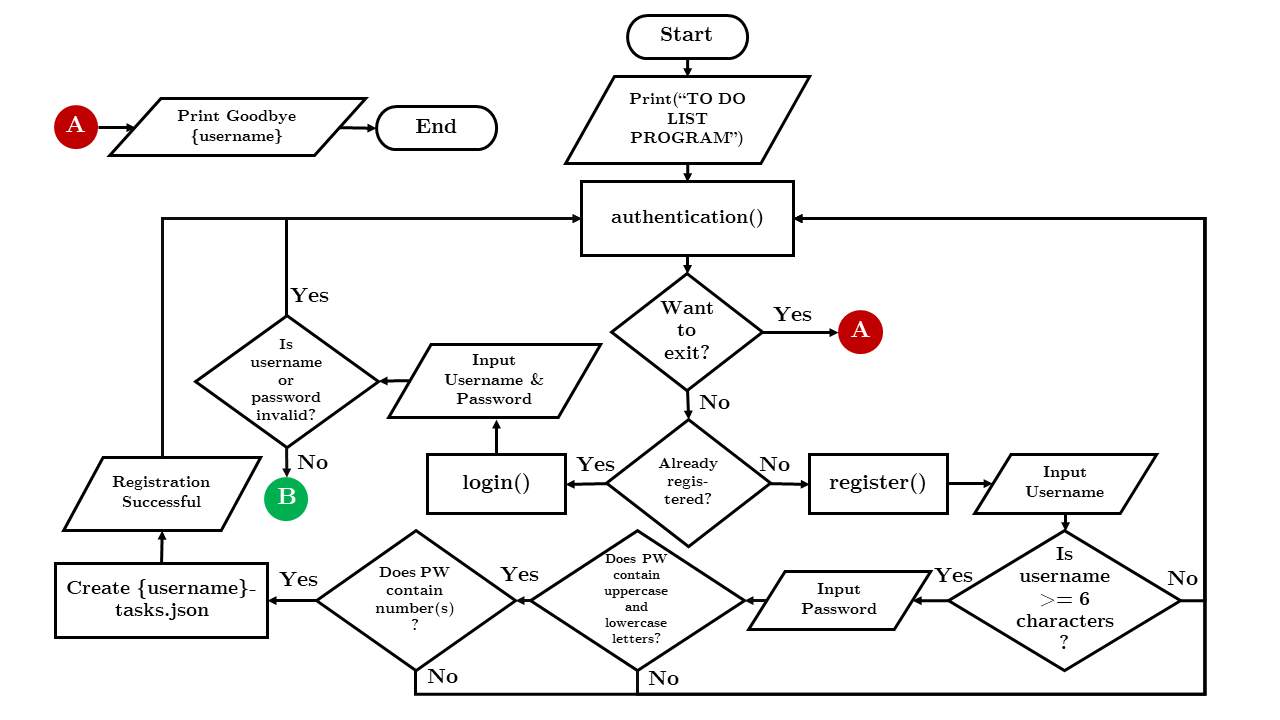 Start
Print(“TO DO
LIST
PROGRAM”)
A
Print Goodbye
{username}
End
authentication()
Want
to
exit?
Yes
A
No
Yes
Is
username
or
password
invalid?
No
B
Input
Username &
Password
login()
Yes
Already
regis-
tered?
No
register()
Input
Username
Is
username
>= 6
characters
?
No
Yes
Input
Password
Does PW
contain
uppercase
and
lowercase
letters?
No
Yes
Does PW
contain
number(s)
?
No
Yes
Create {username}-
tasks.json
Registration
Successful